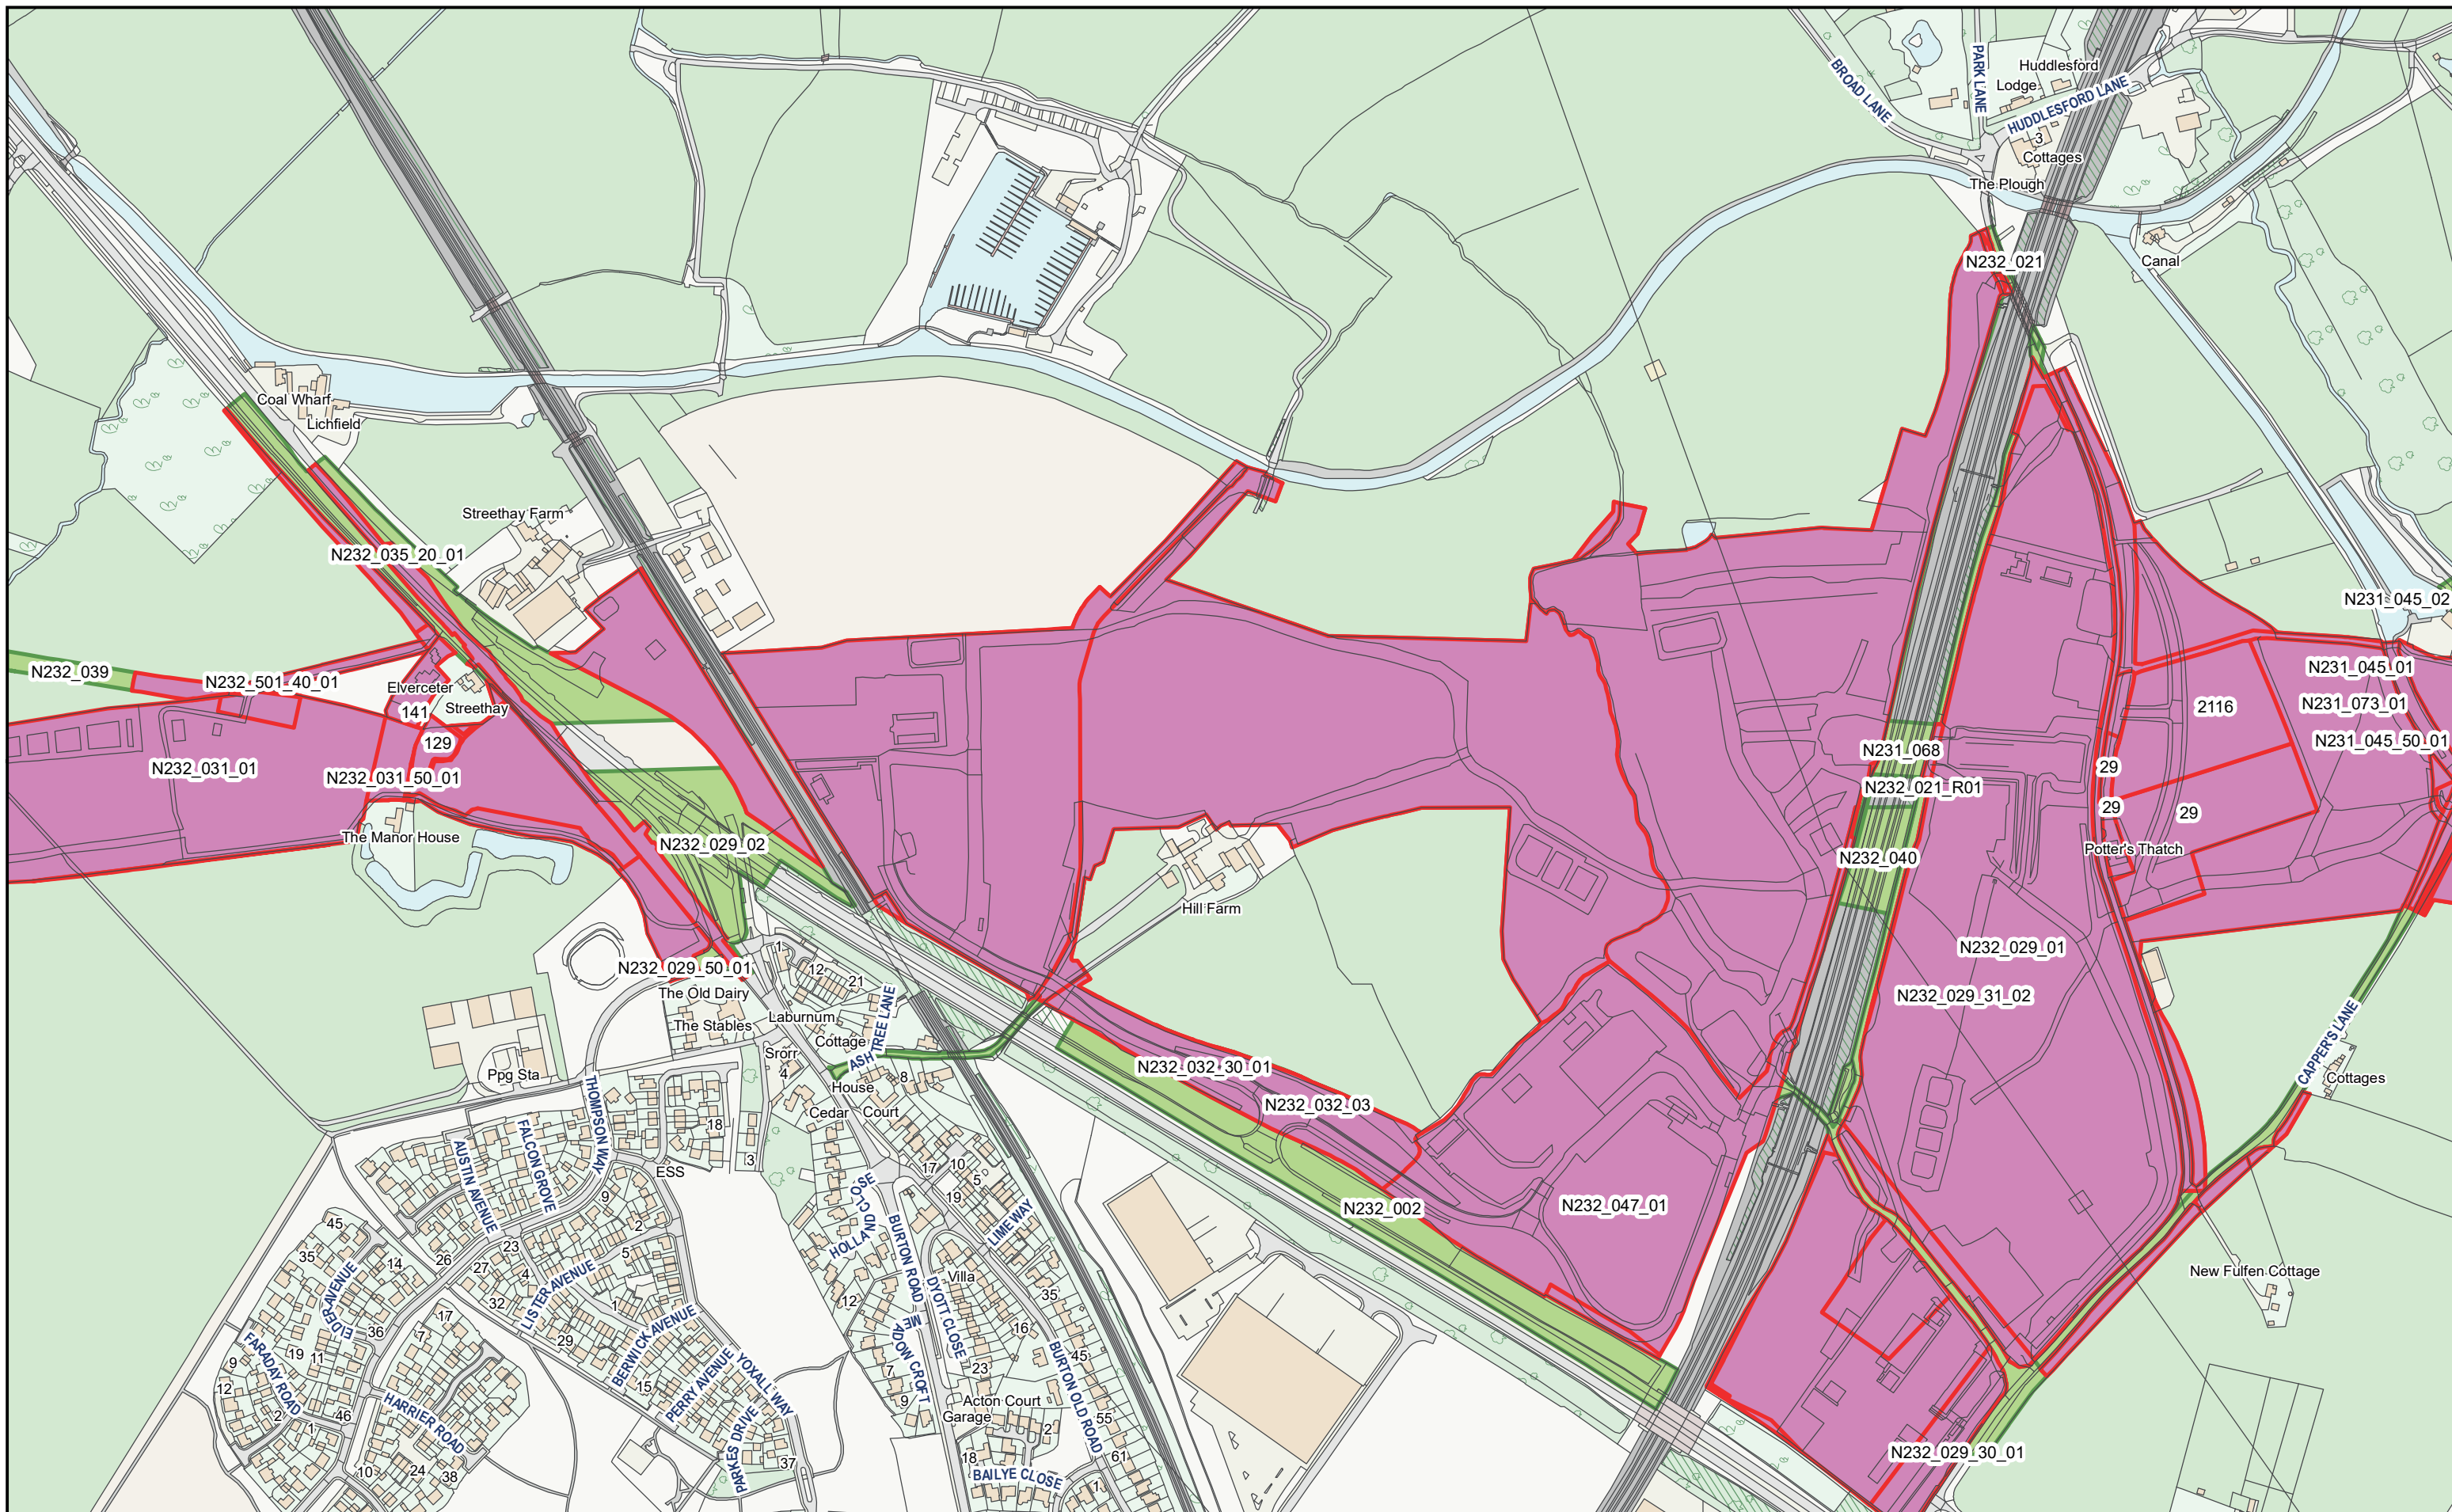 BROAD LANE
PARK LANE
Huddlesford
Lodge
HUDDLESFORD LANE
3
Cottages
The Plough
N232_021
Canal
Coal Wharf
Lichfield
Streethay Farm
N232_035_20_01
N231_045_02
N232_039
N232_501_40_01
Elverceter
141
Streethay
129
N232_031_01
N232_031_50_01
The Manor House
N231_045_01
2116
N231_073_01
N231_045_50_01
N231_068
29
N232_021_R01
29
29
N232_029_02
Potter's Thatch
N232_040
Hill Farm
N232_029_01
N232_029_50_01
1
12
21
The Old Dairy
N232_029_31_02
Laburnum
The Stables
Cottage
ASH TREE LANE
Srorr
4
House
8
Cedar
Court
Ppg Sta
N232_032_30_01
N232_032_03
CAPPER'S LANE
Cottages
THOMPSON WAY
FALCON GROVE
AUSTIN AVENUE
18
3
ESS
17
10
5
19
9
2
HOLLAND CLOSE
BURTON ROAD
LIMEWAY
N232_002
N232_047_01
45
35
14
26
23
5
27
4
32
LISTER AVENUE
1
ELDER AVENUE
Villa
DYOTT CLOSE
35
12
16
New Fulfen Cottage
17
36
7
29
BERWICK AVENUE
MEADOW CROFT
FARADAY ROAD
9
19
11
12
15
PERRY AVENUE
YOXALL WAY
7
23
45
BURTON OLD ROAD
9
Acton Court
Garage
2
55
2
46
1
HARRIER ROAD
PARKES DRIVE
10
24
38
37
18
BAILYE CLOSE
61
1
N232_029_30_01